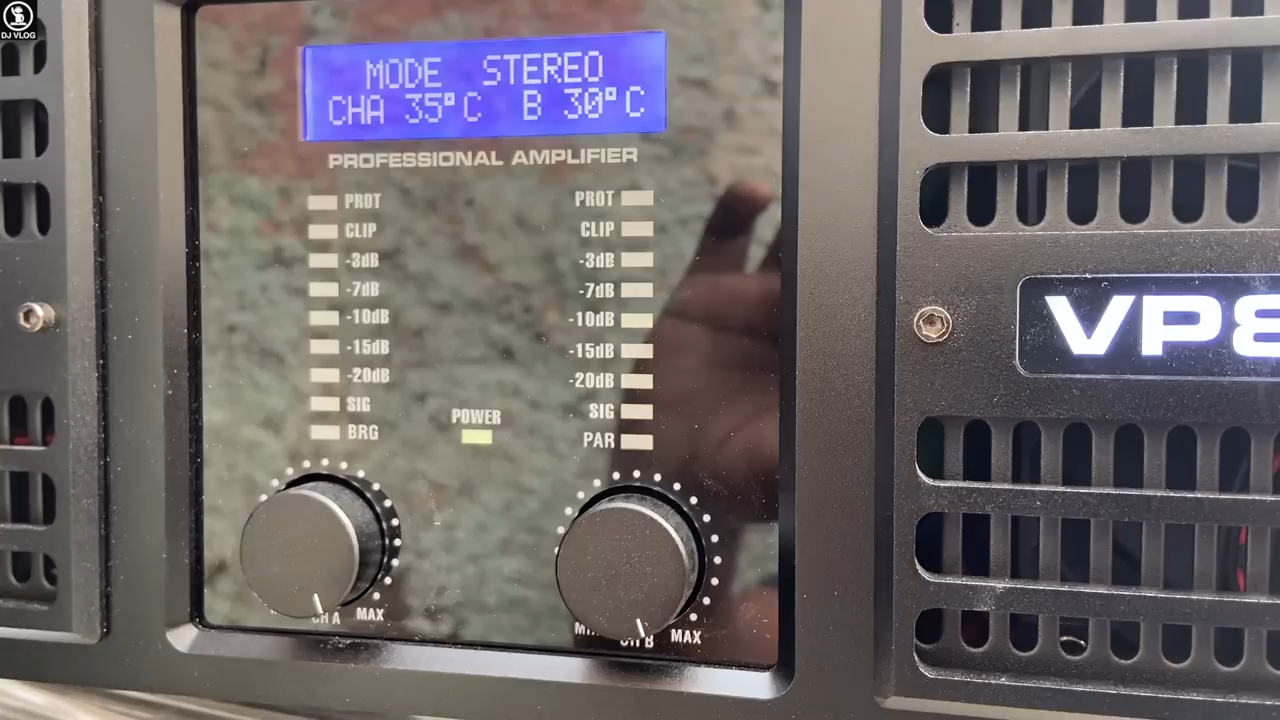 DJ VLOG
MODE STEREO
CHA 35°C B 30°C
PROFESSIONAL AMPLIFIER
PROT
CLIP
-3dB
-7dB
-10dB
-15dB
-20dB
SIG
BRG
POWER
PROT
CLIP
-3dB
-7dB
-10dB
-15dB
-20dB
SIG
PAR
CH A MAX
CH B MAX
VP8